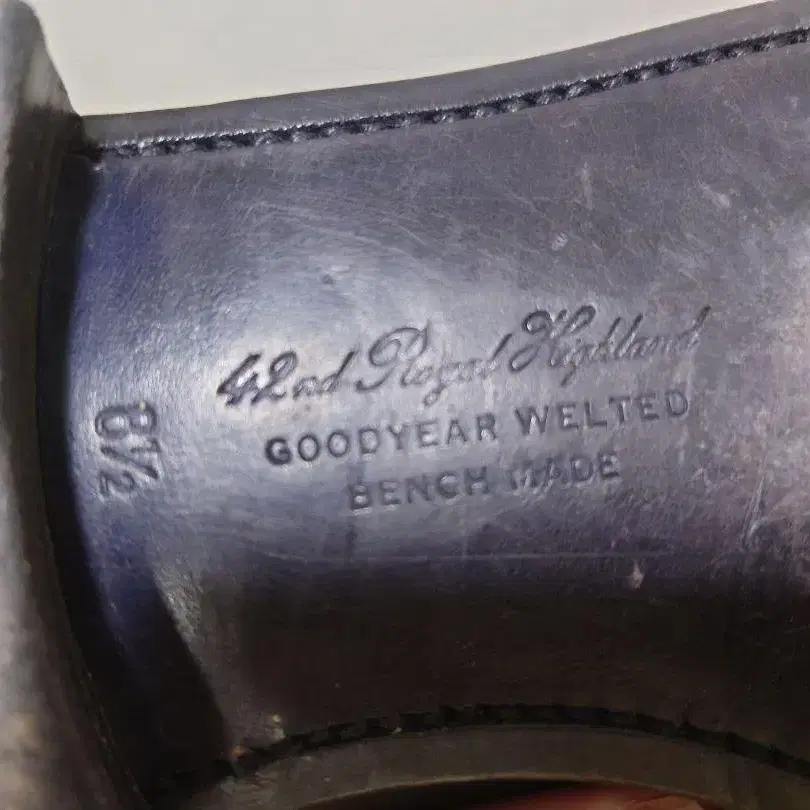 42nd Royal Highland
GOODYEAR WELTED
BENCH MADE
8½